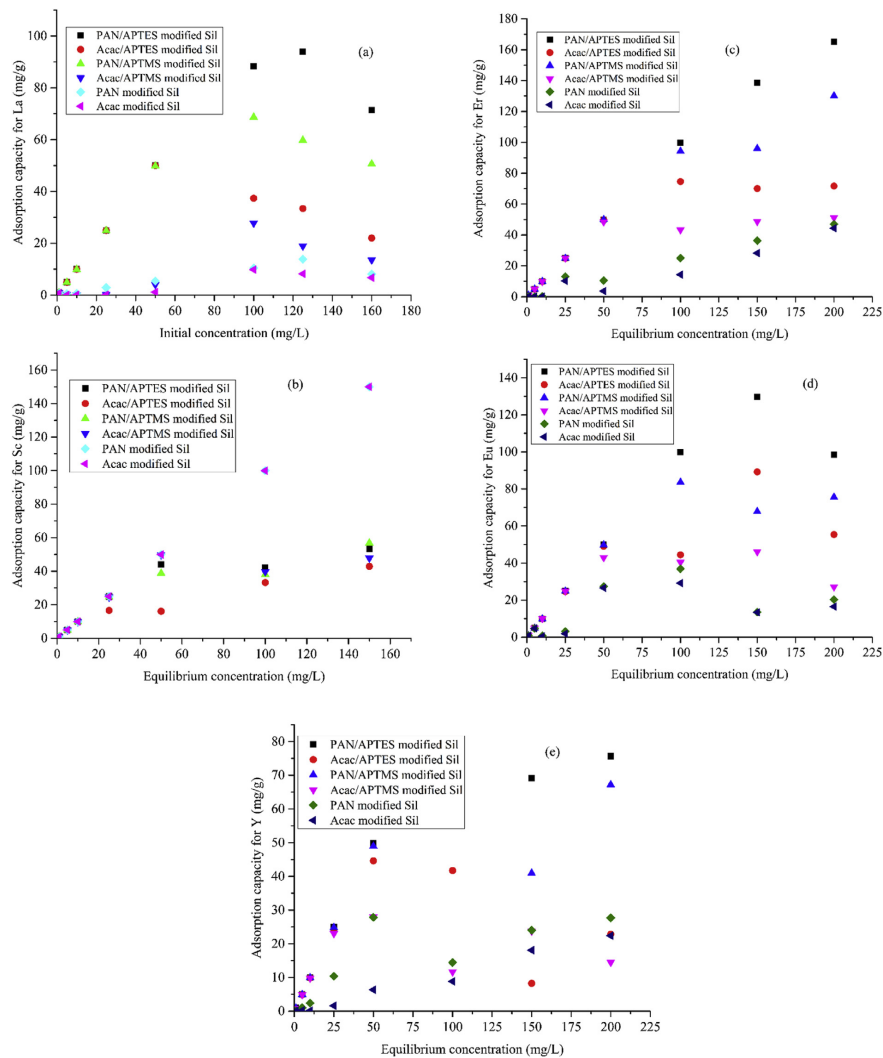 PAN/APTES modified Sil
Acac/APTES modified Sil
PAN/APTMS modified Sil
Acac/APTMS modified Sil
PAN modified Sil
Acac modified Sil
(a)
Adsorption capacity for La (mg/g)
100
80
60
40
20
0
0 20 40 60 80 100 120 140 160 180
Initial concentration (mg/L)
PAN/APTES modified Sil
Acac/APTES modified Sil
PAN/APTMS modified Sil
Acac/APTMS modified Sil
PAN modified Sil
Acac modified Sil
(c)
Adsorption capacity for Er (mg/g)
180
160
140
120
100
80
60
40
20
0
0 25 50 75 100 125 150 175 200 225
Equilibrium concentration (mg/L)
PAN/APTES modified Sil
Acac/APTES modified Sil
PAN/APTMS modified Sil
Acac/APTMS modified Sil
PAN modified Sil
Acac modified Sil
(b)
Adsorption capacity for Sc (mg/g)
160
140
120
100
80
60
40
20
0
0 20 40 60 80 100 120 140 160
Equilibrium concentration (mg/L)
PAN/APTES modified Sil
Acac/APTES modified Sil
PAN/APTMS modified Sil
Acac/APTMS modified Sil
PAN modified Sil
Acac modified Sil
(d)
Adsorption capacity for Eu (mg/g)
140
120
100
80
60
40
20
0
0 25 50 75 100 125 150 175 200 225
Equilibrium concentration (mg/L)
PAN/APTES modified Sil
Acac/APTES modified Sil
PAN/APTMS modified Sil
Acac/APTMS modified Sil
PAN modified Sil
Acac modified Sil
(e)
Adsorption capacity for Y (mg/g)
80
70
60
50
40
30
20
10
0
0 25 50 75 100 125 150 175 200 225
Equilibrium concentration (mg/L)